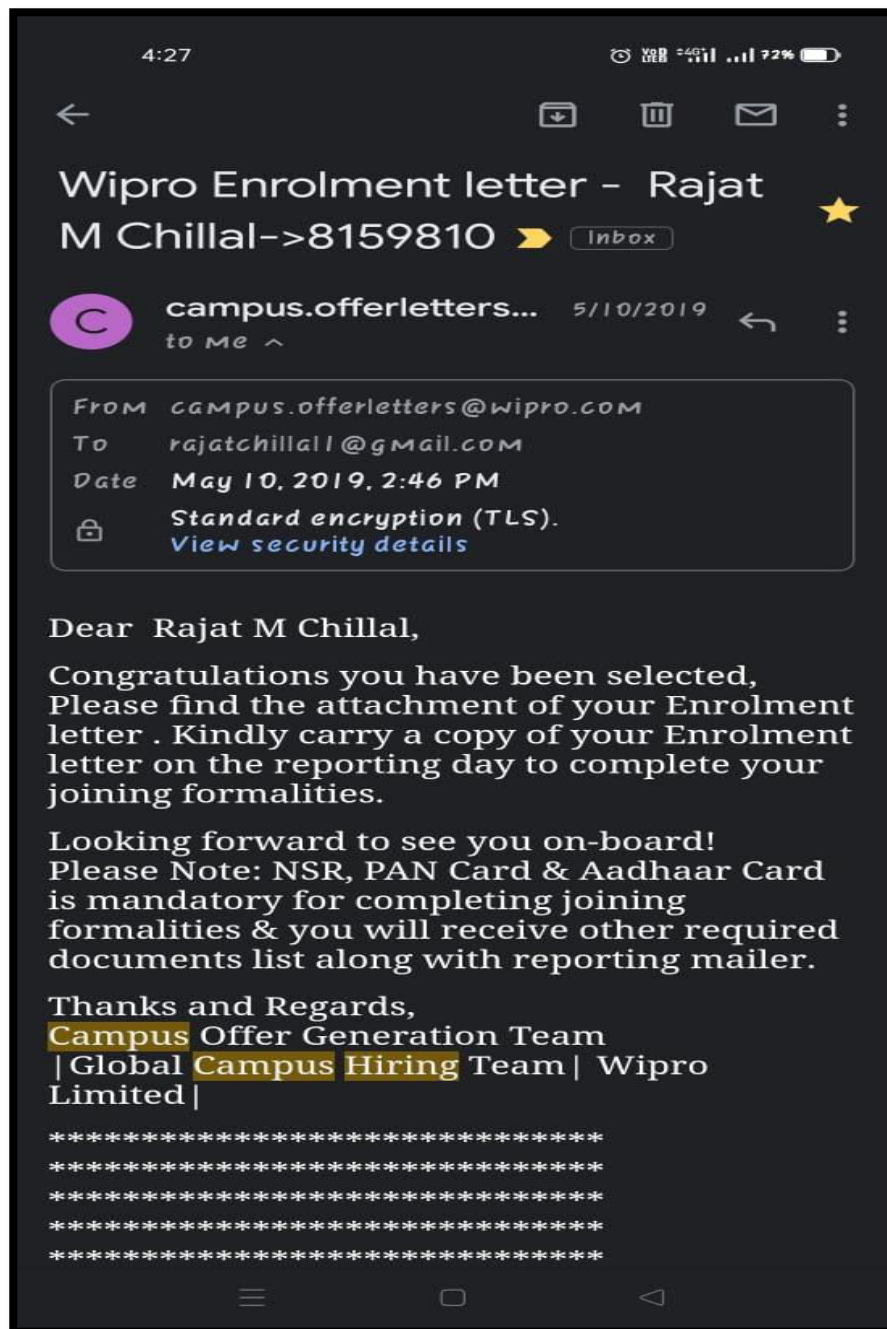 4:27
VoD LTE 4G+ 72%
Wipro Enrolment letter - Rajat
M Chillal->8159810 Inbox
C
campus.offerletters... 5/10/2019
to me
From campus.offerletters@wipro.com
To rajatchillal1@gmail.com
Date May 10, 2019, 2:46 PM
Standard encryption (TLS).
View security details
Dear Rajat M Chillal,
Congratulations you have been selected,
Please find the attachment of your Enrolment
letter . Kindly carry a copy of your Enrolment
letter on the reporting day to complete your
joining formalities.
Looking forward to see you on-board!
Please Note: NSR, PAN Card & Aadhaar Card
is mandatory for completing joining
formalities & you will receive other required
documents list along with reporting mailer.
Thanks and Regards,
Campus Offer Generation Team
|Global Campus Hiring Team| Wipro
Limited|
******************************
******************************
******************************
******************************
******************************